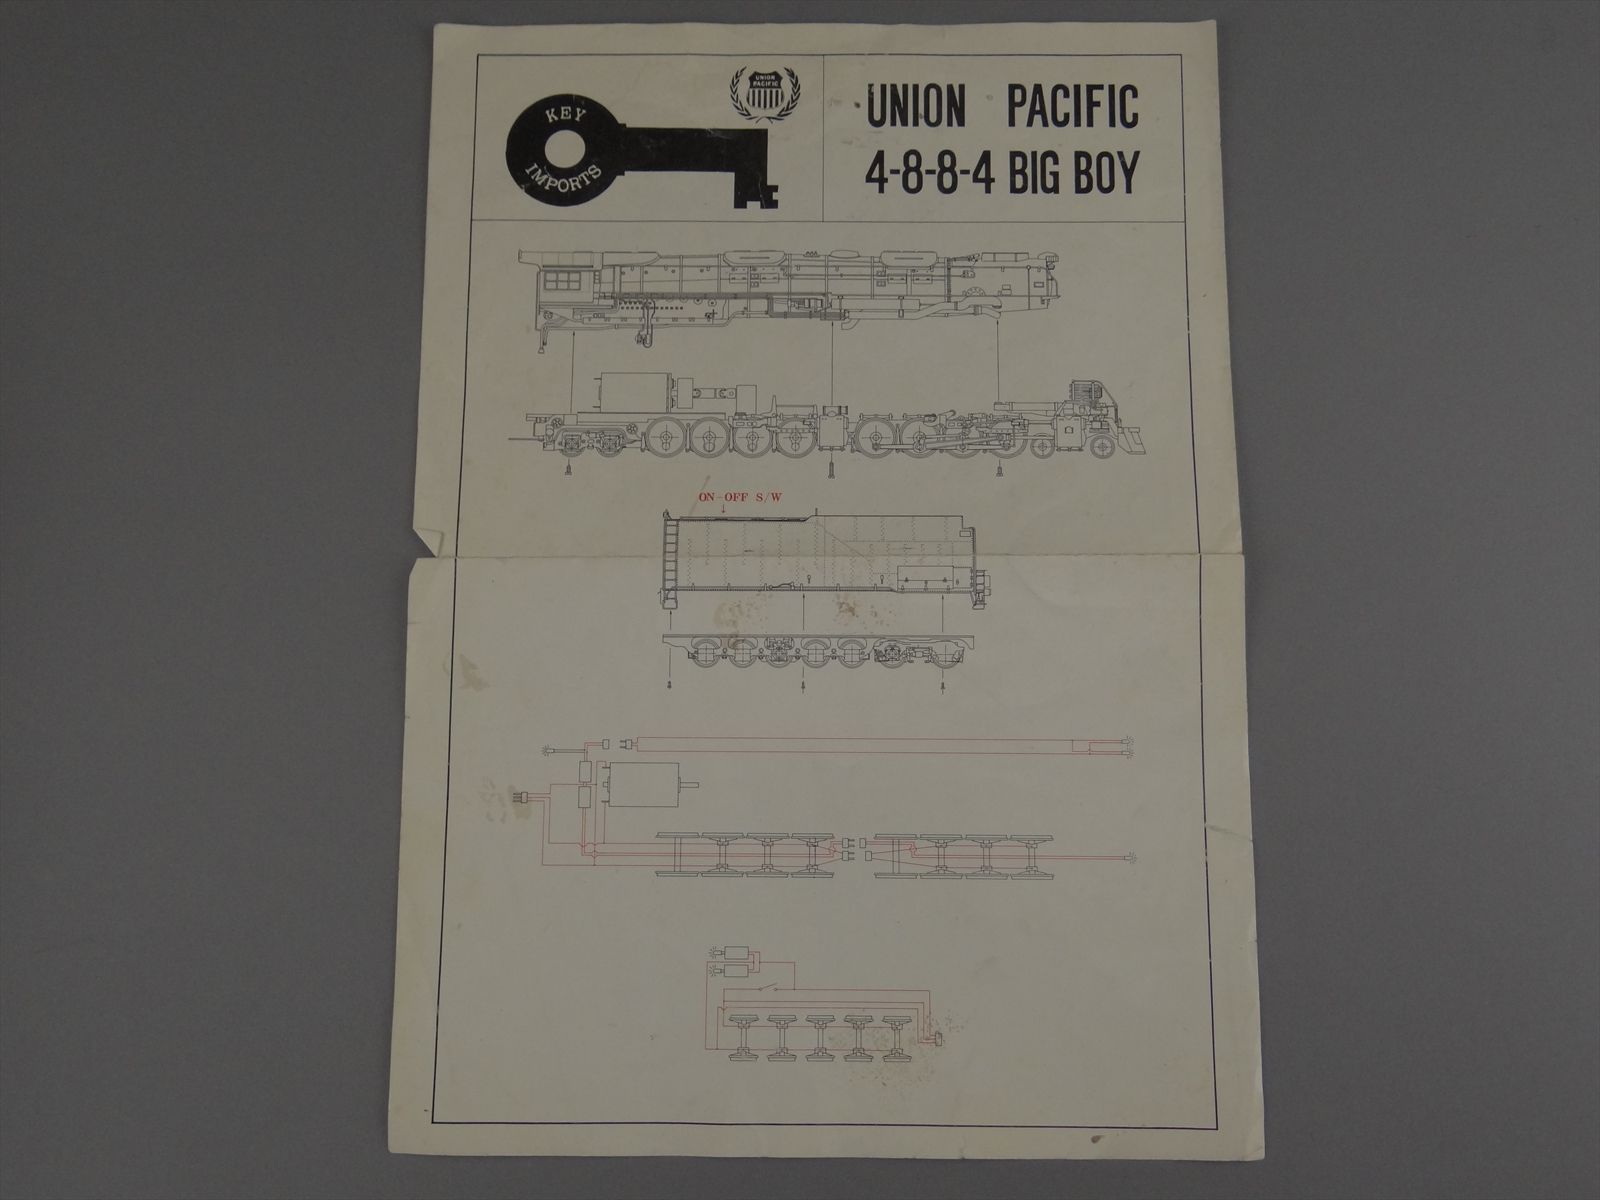 KEY
IMPORTS
UNION
PACIFIC
UNION PACIFIC
4-8-8-4 BIG BOY
ON-OFF S/W